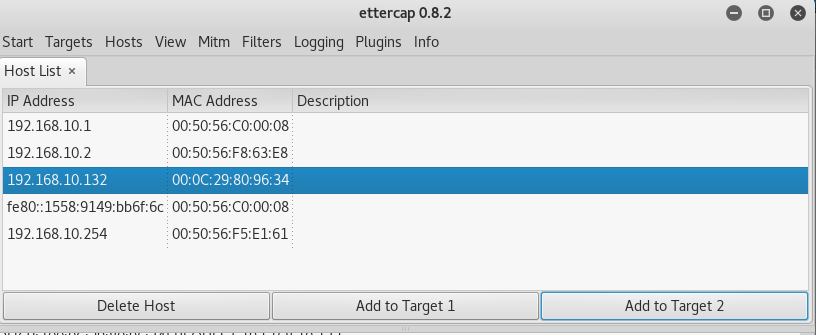 ettercap 0.8.2
Start Targets Hosts View Mitm Filters Logging Plugins Info
Host List ×
IP Address MAC Address Description
192.168.10.1 00:50:56:C0:00:08
192.168.10.2 00:50:56:F8:63:E8
192.168.10.132 00:0C:29:80:96:34
fe80::1558:9149:bb6f:6c 00:50:56:C0:00:08
192.168.10.254 00:50:56:F5:E1:61
Delete Host Add to Target 1 Add to Target 2